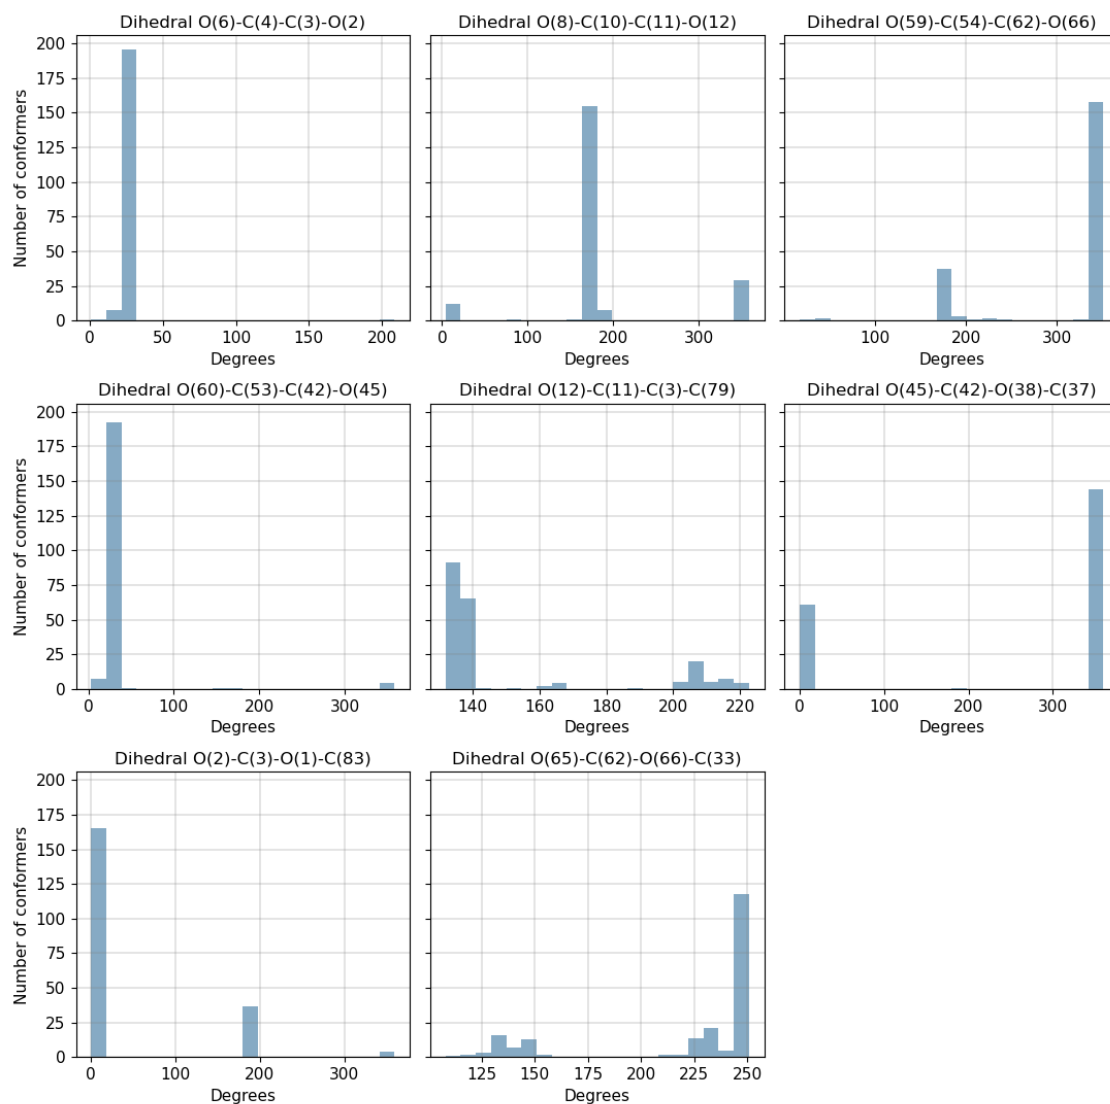 Dihedral O(6)-C(4)-C(3)-O(2)
Dihedral O(8)-C(10)-C(11)-O(12)
Dihedral O(59)-C(54)-C(62)-O(66)
200
175
150
125
100
75
50
25
0
Number of conformers
0 50 100 150 200
0 100 200 300
100 200 300
Degrees
Degrees
Degrees
Dihedral O(60)-C(53)-C(42)-O(45)
Dihedral O(12)-C(11)-C(3)-C(79)
Dihedral O(45)-C(42)-O(38)-C(37)
200
175
150
125
100
75
50
25
0
Number of conformers
0 100 200 300
140 160 180 200 220
0 100 200 300
Degrees
Degrees
Degrees
Dihedral O(2)-C(3)-O(1)-C(83)
Dihedral O(65)-C(62)-O(66)-C(33)
200
175
150
125
100
75
50
25
0
Number of conformers
0 100 200 300
125 150 175 200 225 250
Degrees
Degrees